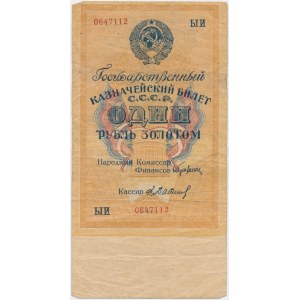 0647112 ЫИ
Государственный
КАЗНАЧЕЙСКИЙ БИЛЕТ
С.С.С.Р.
ОДИН
РУБЛЬ ЗОЛОТОМ
Народный Комиссар
Финансов
Кассир
ЫИ 0647112